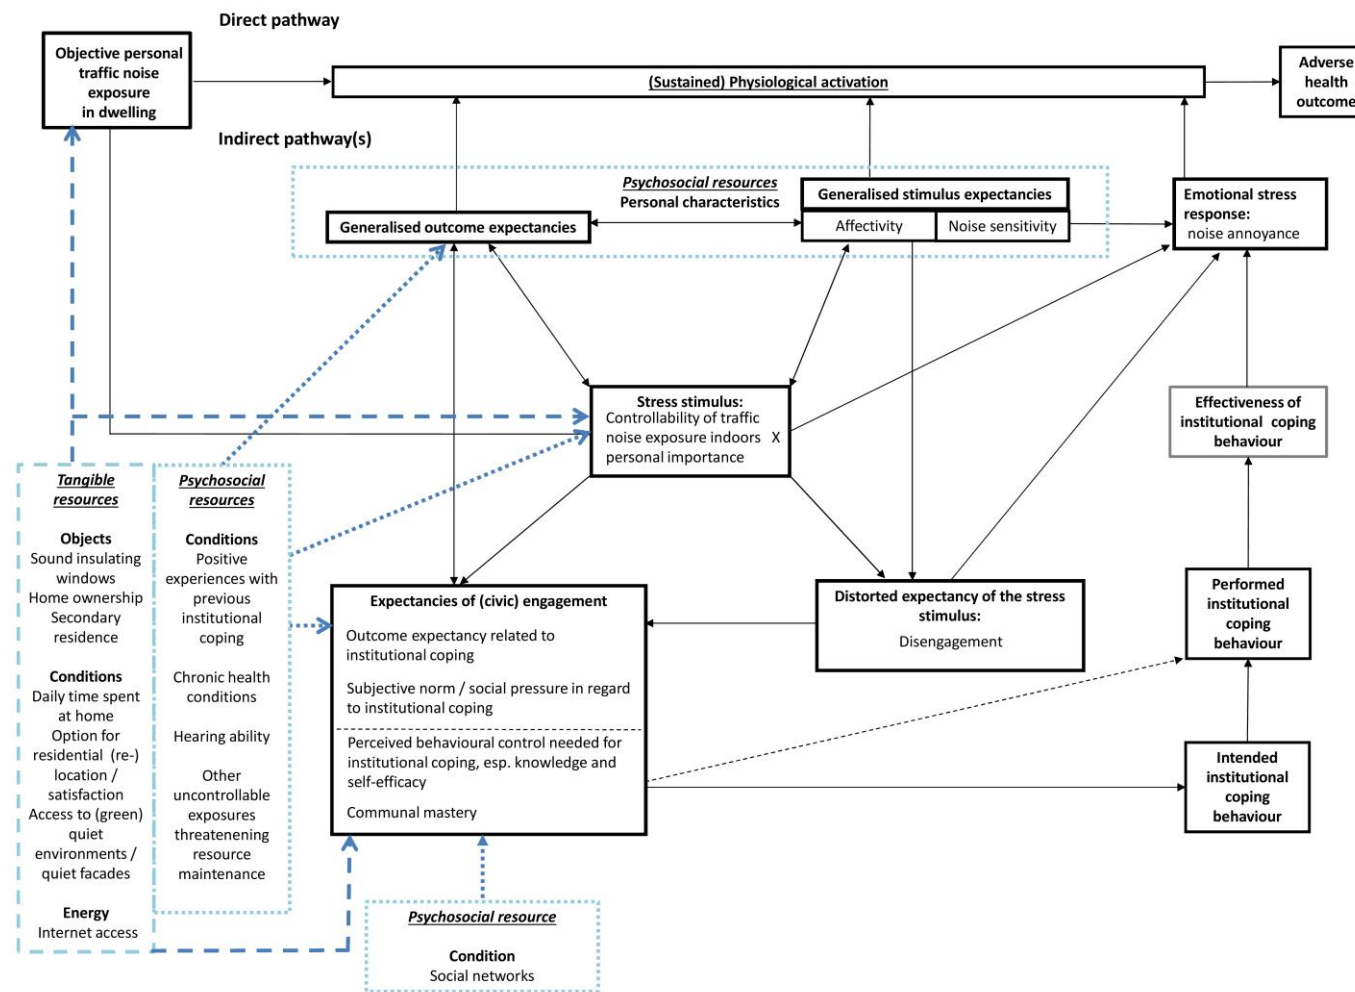 Direct pathway
Objective personal
traffic noise
exposure
in dwelling
(Sustained) Physiological activation
Adverse
health
outcome
Indirect pathway(s)
Psychosocial resources
Personal characteristics
Generalised outcome expectancies
Generalised stimulus expectancies
Affectivity
Noise sensitivity
Emotional stress
response:
noise annoyance
Stress stimulus:
Controllability of traffic
noise exposure indoors X
personal importance
Effectiveness of
institutional coping
behaviour
Tangible
resources
Objects
Sound insulating
windows
Home ownership
Secondary
residence
Conditions
Daily time spent
at home
Option for
residential (re-)
location /
satisfaction
Access to (green)
quiet
environments /
quiet facades
Energy
Internet access
Psychosocial
resources
Conditions
Positive
experiences with
previous
institutional
coping
Chronic health
conditions
Hearing ability
Other
uncontrollable
exposures
threatenening
resource
maintenance
Expectancies of (civic) engagement
Outcome expectancy related to
institutional coping
Subjective norm / social pressure in regard
to institutional coping
Perceived behavioural control needed for
institutional coping, esp. knowledge and
self-efficacy
Communal mastery
Distorted expectancy of the stress
stimulus:
Disengagement
Performed
institutional
coping
behaviour
Intended
institutional
coping
behaviour
Psychosocial resource
Condition
Social networks